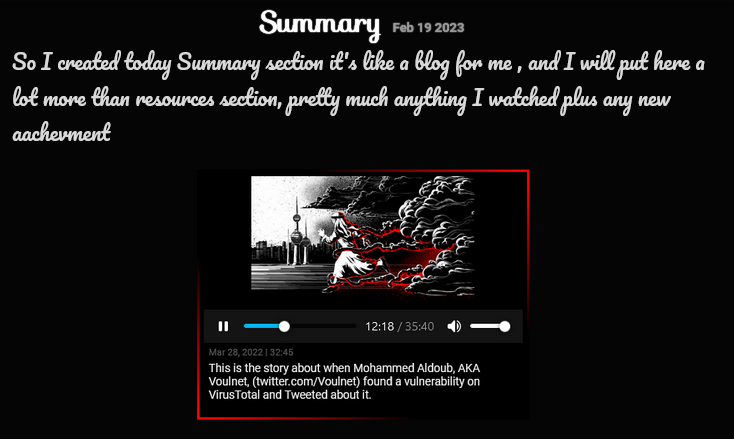 Summary Feb 19 2023
So I created today Summary section it's like a blog for me , and I will put here a
lot more than resources section, pretty much anything I watched plus any new
aachevment
12:18 / 35:40
Mar 28, 2022 | 32:45
This is the story about when Mohammed Aldoub, AKA
Voulnet, (twitter.com/Voulnet) found a vulnerability on
VirusTotal and Tweeted about it.